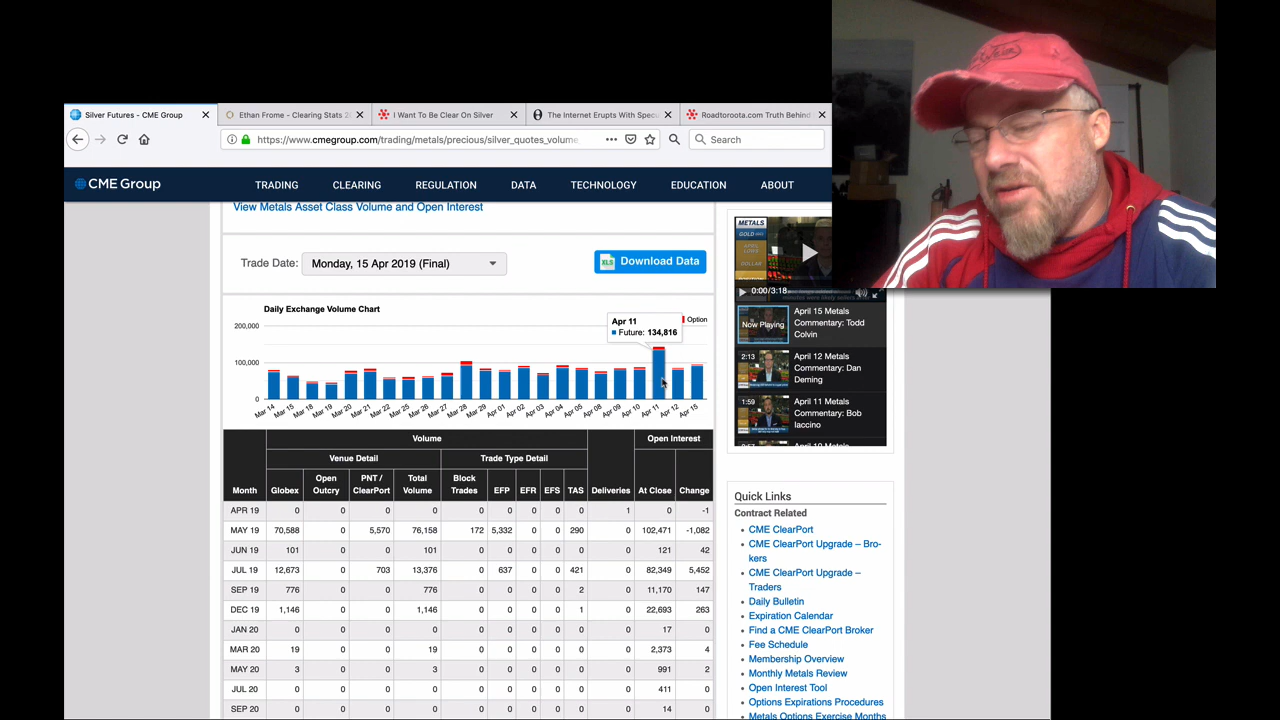 Silver Futures - CME Group
Ethan Frome - Clearing Stats 2
I Want To Be Clear On Silver
The Internet Erupts With Specu
Roadtoroota.com Truth Behind
https://www.cmegroup.com/trading/metals/precious/silver_quotes_volume
Search
CME Group
TRADING CLEARING REGULATION DATA TECHNOLOGY EDUCATION ABOUT
View Metals Asset Class Volume and Open Interest
Trade Date: Monday, 15 Apr 2019 (Final)
XLS Download Data
Daily Exchange Volume Chart
Apr 11
Future: 134,816
Option
200,000
100,000
0
Mar 14 Mar 15 Mar 18 Mar 19 Mar 20 Mar 21 Mar 22 Mar 25 Mar 26 Mar 27 Mar 28 Mar 29 Apr 01 Apr 02 Apr 03 Apr 04 Apr 05 Apr 08 Apr 09 Apr 10 Apr 11 Apr 12 Apr 15
Volume Open Interest
Venue Detail Trade Type Detail
Month Globex Open Outcry PNT / ClearPort Total Volume Block Trades EFP EFR EFS TAS Deliveries At Close Change
APR 19 0 0 0 0 0 0 0 0 0 1 0 -1
MAY 19 70,588 0 5,570 76,158 172 5,332 0 0 290 0 102,471 -1,082
JUN 19 101 0 0 101 0 0 0 0 0 0 121 42
JUL 19 12,673 0 703 13,376 0 637 0 0 421 0 82,349 5,452
SEP 19 776 0 0 776 0 0 0 0 2 0 11,170 147
DEC 19 1,146 0 0 1,146 0 0 0 0 1 0 22,693 263
JAN 20 0 0 0 0 0 0 0 0 0 0 17 0
MAR 20 19 0 0 19 0 0 0 0 0 0 2,373 4
MAY 20 3 0 0 3 0 0 0 0 0 0 991 2
JUL 20 0 0 0 0 0 0 0 0 0 0 411 0
SEP 20 0 0 0 0 0 0 0 0 0 0 14 0
METALS
GOLD
0:00/3:18
Now Playing
April 15 Metals
Commentary: Todd
Colvin
2:13
April 12 Metals
Commentary: Dan
Deming
1:59
April 11 Metals
Commentary: Bob
Iaccino
Quick Links
Contract Related
CME ClearPort
CME ClearPort Upgrade – Bro-
kers
CME ClearPort Upgrade –
Traders
Daily Bulletin
Expiration Calendar
Find a CME ClearPort Broker
Fee Schedule
Membership Overview
Monthly Metals Review
Open Interest Tool
Options Expirations Procedures
Metals Options Exercise Months